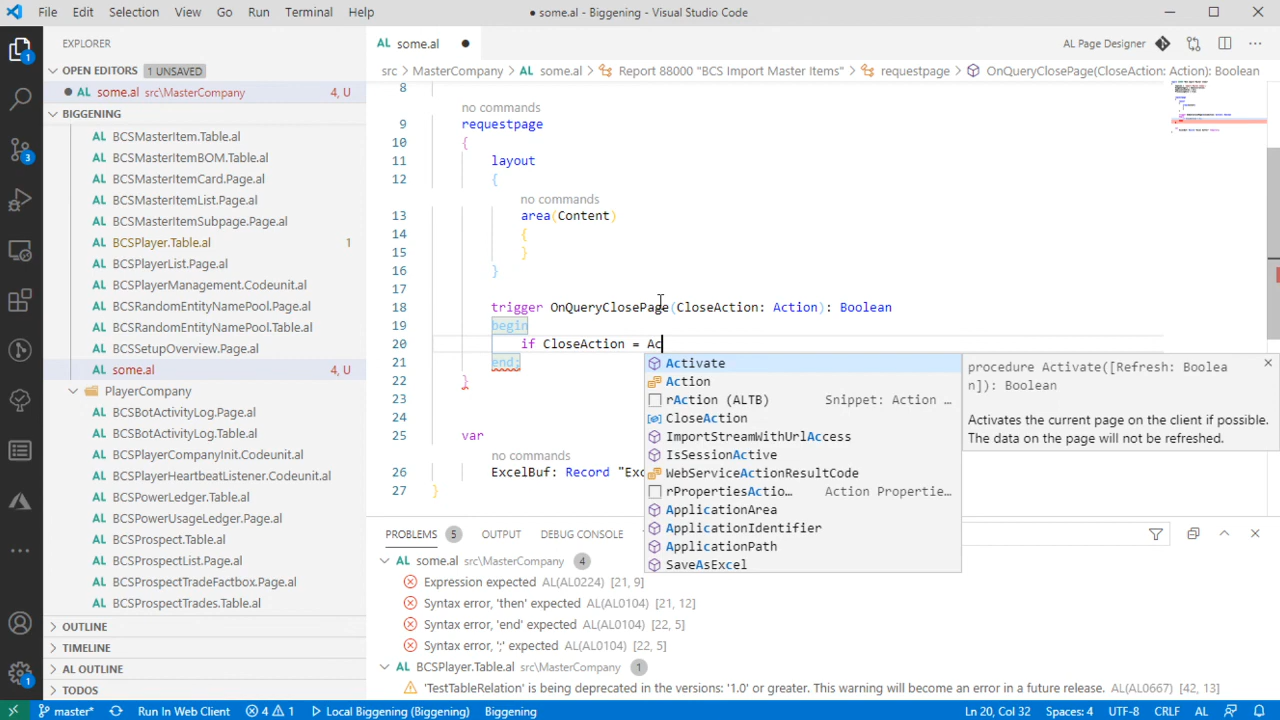 File Edit Selection View Go Run Terminal Help
● some.al - Biggening - Visual Studio Code
EXPLORER
OPEN EDITORS 1 UNSAVED
● AL some.al src\MasterCompany 4, U
BIGGENING
AL BCSMasterItem.Table.al
AL BCSMasterItemBOM.Table.al
AL BCSMasterItemCard.Page.al
AL BCSMasterItemList.Page.al
AL BCSMasterItemSubpage.Page.al
AL BCSPlayer.Table.al 1
AL BCSPlayerList.Page.al
AL BCSPlayerManagement.Codeunit.al
AL BCSRandomEntityNamePool.Page.al
AL BCSRandomEntityNamePool.Table.al
AL BCSSetupOverview.Page.al
AL some.al 4, U
PlayerCompany
AL BCSBotActivityLog.Page.al
AL BCSBotActivityLog.Table.al
AL BCSPlayerCompanyInit.Codeunit.al
AL BCSPlayerHeartbeatListener.Codeunit.al
AL BCSPowerLedger.Table.al
AL BCSPowerUsageLedger.Page.al
AL BCSProspect.Table.al
AL BCSProspectList.Page.al
AL BCSProspectTradeFactbox.Page.al
AL BCSProspectTrades.Table.al
OUTLINE
TIMELINE
AL OUTLINE
TODOS
1
3
1
AL some.al ●
AL Page Designer
src > MasterCompany > AL some.al > Report 88000 "BCS Import Master Items" > requestpage > OnQueryClosePage(CloseAction: Action): Boolean
8
no commands
9 requestpage
10 {
11 layout
12 {
no commands
13 area(Content)
14 {
15 }
16 }
17
18 trigger OnQueryClosePage(CloseAction: Action): Boolean
19 begin
20 if CloseAction = Ac
21 end;
22 }
23
24
25 var
no commands
26 ExcelBuf: Record "Exc
27 }
Activate
Action
rAction (ALTB) Snippet: Action ...
CloseAction
ImportStreamWithUrlAccess
IsSessionActive
WebServiceActionResultCode
rPropertiesActio... Action Propertie...
ApplicationArea
ApplicationIdentifier
ApplicationPath
SaveAsExcel
procedure Activate([Refresh: Boolea
n]): Boolean
Activates the current page on the client if possible.
The data on the page will not be refreshed.
PROBLEMS 5 OUTPUT DEBUG CONSOLE
AL some.al src\MasterCompany 4
Expression expected AL(AL0224) [21, 9]
Syntax error, 'then' expected AL(AL0104) [21, 12]
Syntax error, 'end' expected AL(AL0104) [22, 5]
Syntax error, ';' expected AL(AL0104) [22, 5]
AL BCSPlayer.Table.al src\MasterCompany 1
'TestTableRelation' is being deprecated in the versions: '1.0' or greater. This warning will become an error in a future release. AL(AL0667) [42, 13]
master* Run In Web Client 4 1 Local Biggening (Biggening) Biggening Ln 20, Col 32 Spaces: 4 UTF-8 CRLF AL